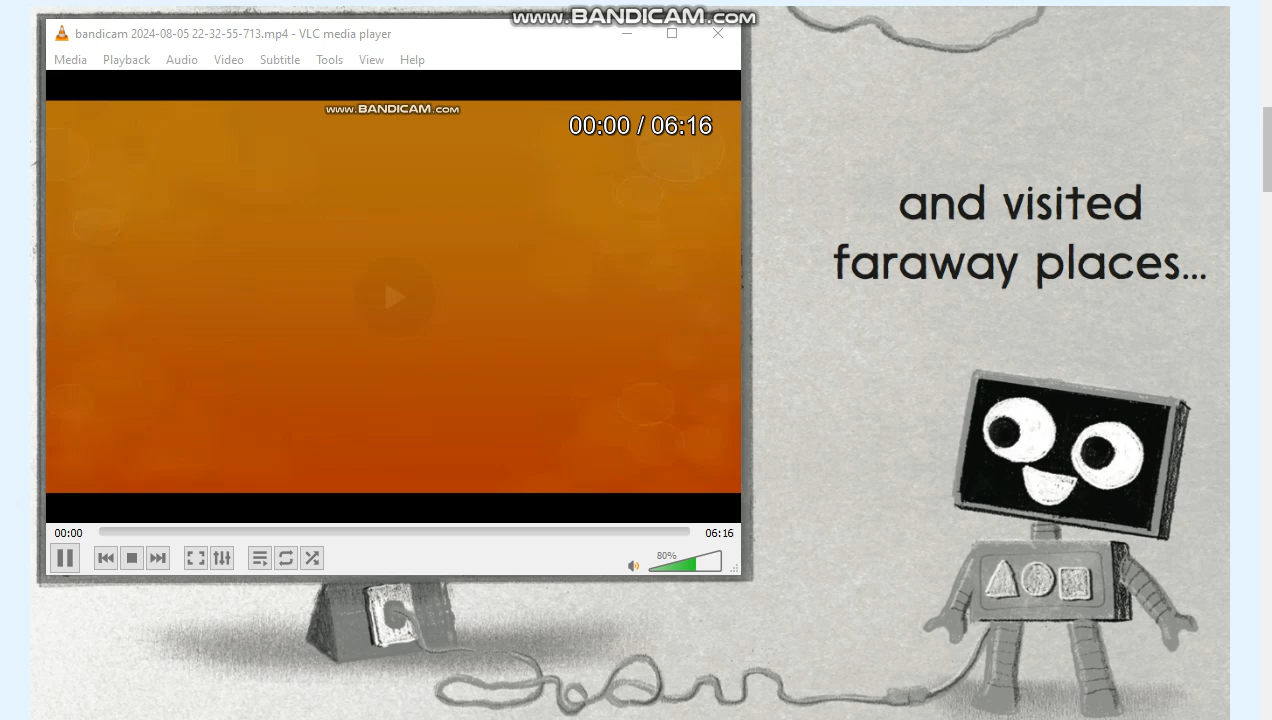 www.BANDICAM.com
bandicam 2024-08-05 22-32-55-713.mp4 - VLC media player
Media Playback Audio Video Subtitle Tools View Help
www.BANDICAM.com
00:00 / 06:16
and visited
faraway places...
00:00 06:16
80%